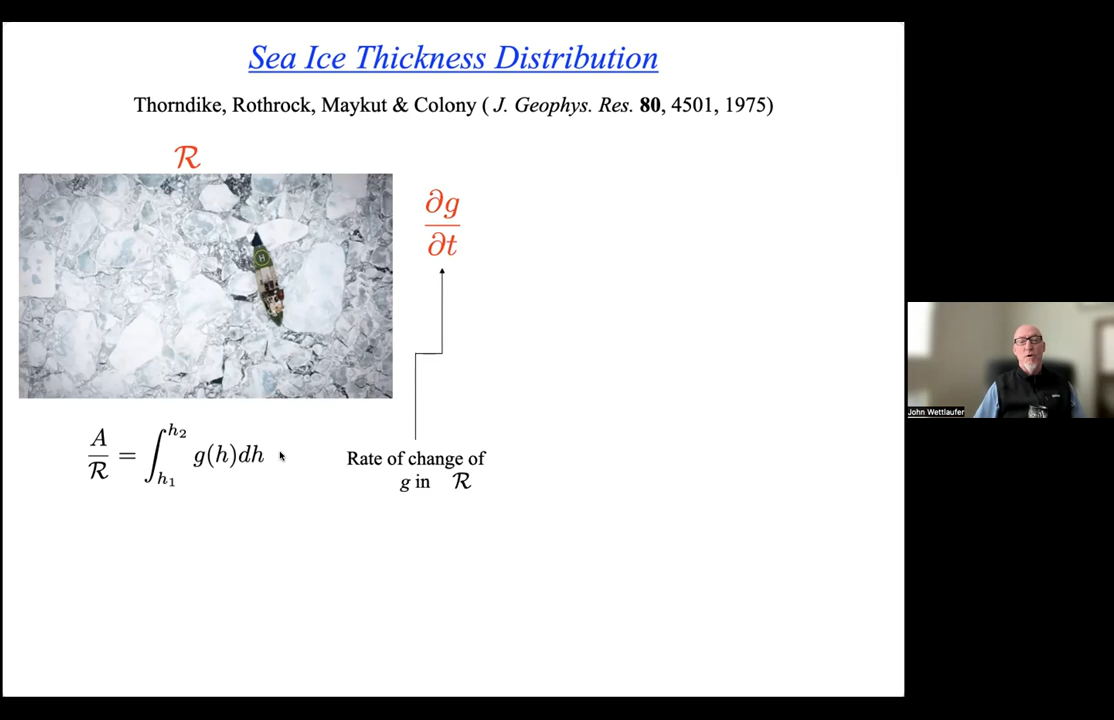 Sea Ice Thickness Distribution
Thorndike, Rothrock, Maykut & Colony ( J. Geophys. Res. 80, 4501, 1975)
ℛ
∂g
∂t
H
A/ℛ = ∫_{h₁}^{h₂} g(h)dh
Rate of change of
g in ℛ
John Wettlaufer